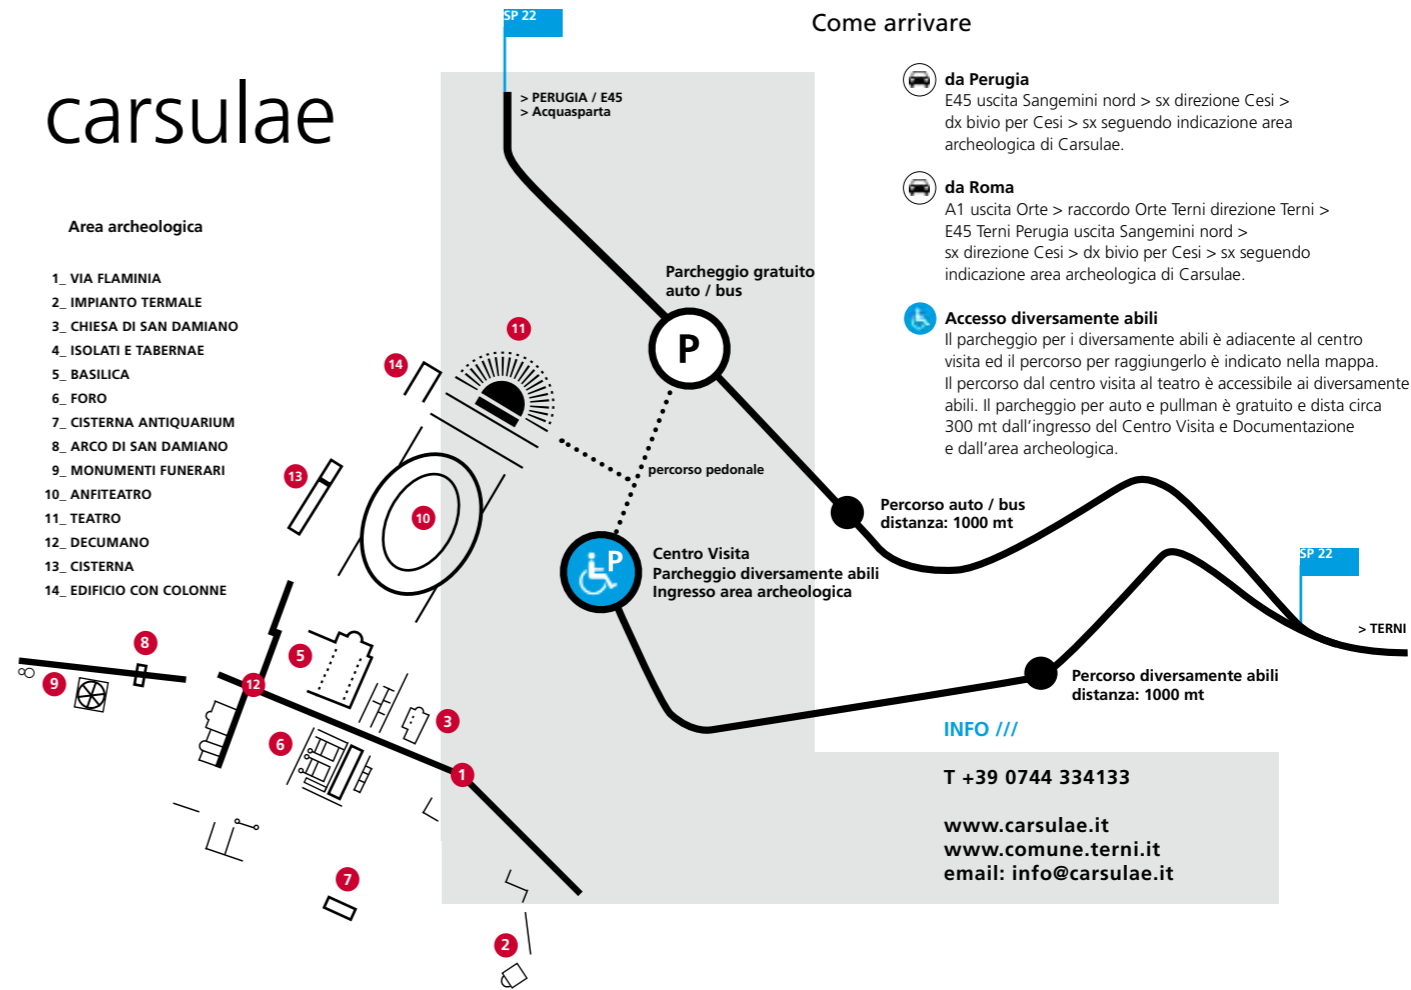 SP 22
Come arrivare
carsulae
> PERUGIA / E45
> Acquasparta
da Perugia
E45 uscita Sangemini nord > sx direzione Cesi >
dx bivio per Cesi > sx seguendo indicazione area
archeologica di Carsulae.
da Roma
A1 uscita Orte > raccordo Orte Terni direzione Terni >
E45 Terni Perugia uscita Sangemini nord >
sx direzione Cesi > dx bivio per Cesi > sx seguendo
indicazione area archeologica di Carsulae.
Accesso diversamente abili
Il parcheggio per i diversamente abili è adiacente al centro
visita ed il percorso per raggiungerlo è indicato nella mappa.
Il percorso dal centro visita al teatro è accessibile ai diversamente
abili. Il parcheggio per auto e pullman è gratuito e dista circa
300 mt dall'ingresso del Centro Visita e Documentazione
e dall'area archeologica.
Area archeologica
1_ VIA FLAMINIA
2_ IMPIANTO TERMALE
3_ CHIESA DI SAN DAMIANO
4_ ISOLATI E TABERNAE
5_ BASILICA
6_ FORO
7_ CISTERNA ANTIQUARIUM
8_ ARCO DI SAN DAMIANO
9_ MONUMENTI FUNERARI
10_ ANFITEATRO
11_ TEATRO
12_ DECUMANO
13_ CISTERNA
14_ EDIFICIO CON COLONNE
Parcheggio gratuito
auto / bus
P
11
14
percorso pedonale
13
10
Percorso auto / bus
distanza: 1000 mt
P
Centro Visita
Parcheggio diversamente abili
Ingresso area archeologica
SP 22
> TERNI
8
5
9
12
3
6
1
7
2
Percorso diversamente abili
distanza: 1000 mt
INFO ///
T +39 0744 334133
www.carsulae.it
www.comune.terni.it
email: info@carsulae.it